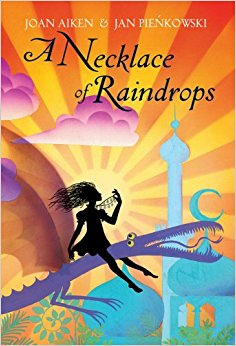 JOAN AIKEN & JAN PIEŃKOWSKI
A NECKLACE
OF RAINDROPS